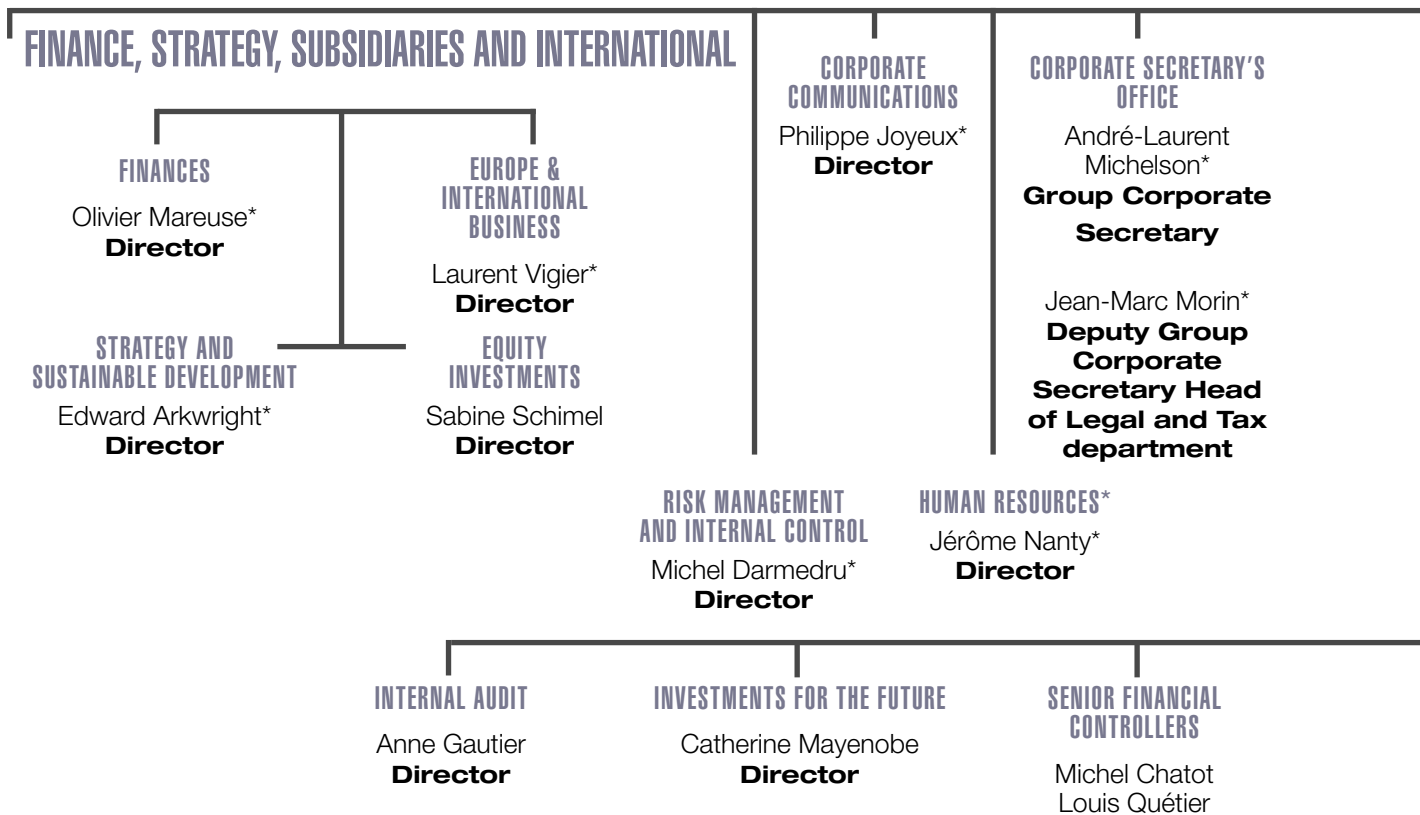 FINANCE, STRATEGY, SUBSIDIARIES AND INTERNATIONAL
FINANCES
Olivier Mareuse*
Director
EUROPE &
INTERNATIONAL
BUSINESS
Laurent Vigier*
Director
STRATEGY AND
SUSTAINABLE DEVELOPMENT
Edward Arkwright*
Director
EQUITY
INVESTMENTS
Sabine Schimel
Director
CORPORATE
COMMUNICATIONS
Philippe Joyeux*
Director
CORPORATE SECRETARY'S
OFFICE
André-Laurent
Michelson*
Group Corporate
Secretary
Jean-Marc Morin*
Deputy Group
Corporate
Secretary Head
of Legal and Tax
department
RISK MANAGEMENT
AND INTERNAL CONTROL
Michel Darmedru*
Director
HUMAN RESOURCES*
Jérôme Nanty*
Director
INTERNAL AUDIT
Anne Gautier
Director
INVESTMENTS FOR THE FUTURE
Catherine Mayenobe
Director
SENIOR FINANCIAL
CONTROLLERS
Michel Chatot
Louis Quétier